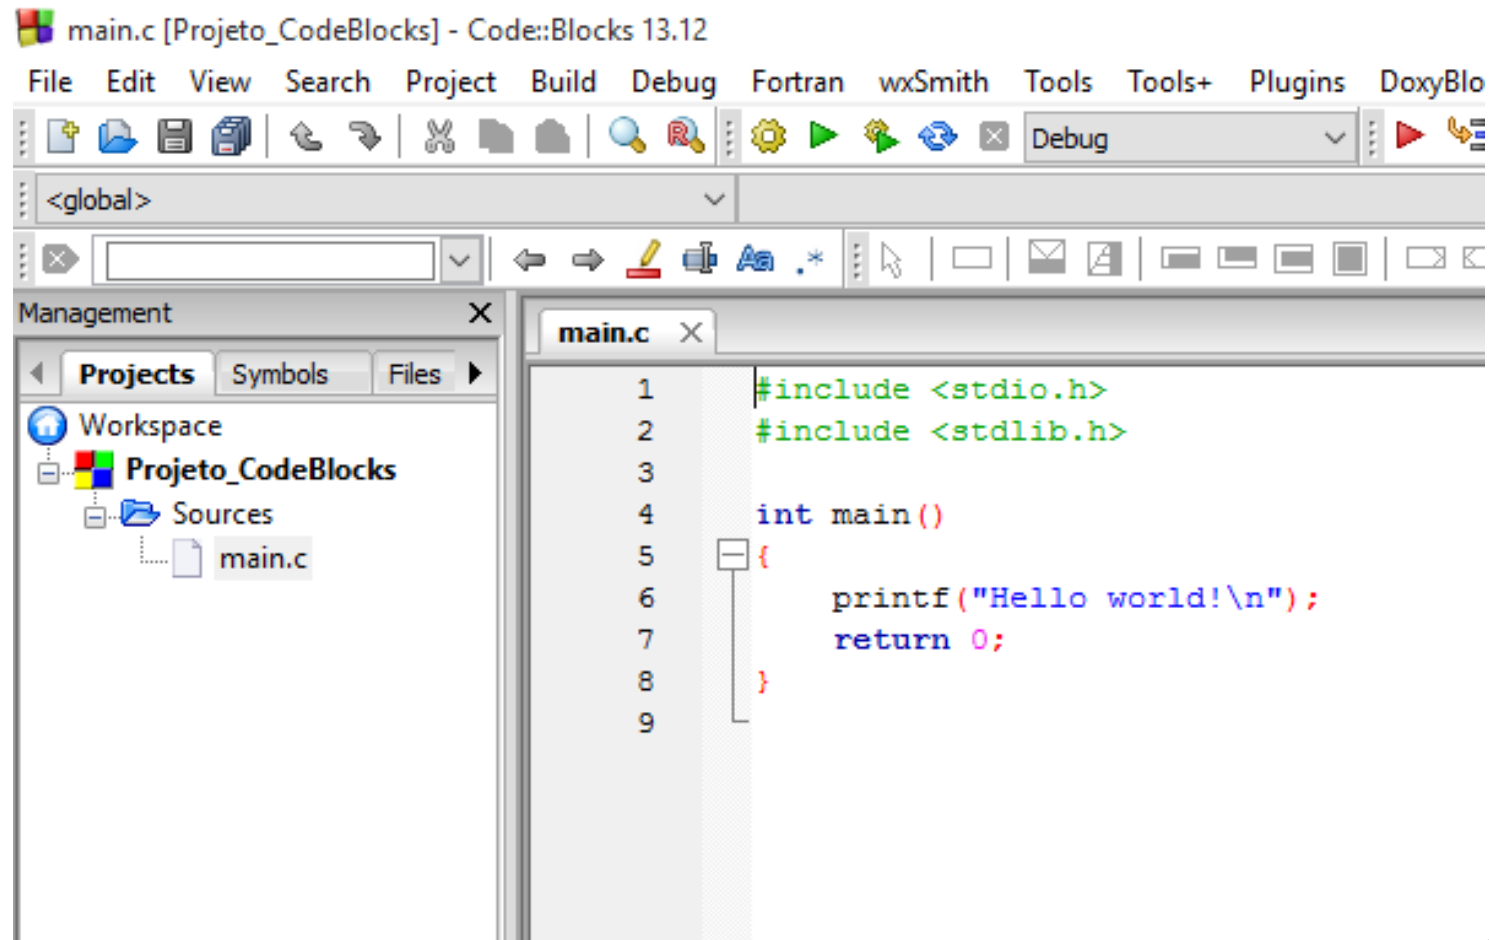 main.c [Projeto_CodeBlocks] - Code::Blocks 13.12
File Edit View Search Project Build Debug Fortran wxSmith Tools Tools+ Plugins DoxyBlo
Debug
<global>
Management
main.c
Projects Symbols Files
Workspace
Projeto_CodeBlocks
Sources
main.c
1 #include <stdio.h>
2 #include <stdlib.h>
3
4 int main()
5 {
6 printf("Hello world!\n");
7 return 0;
8 }
9